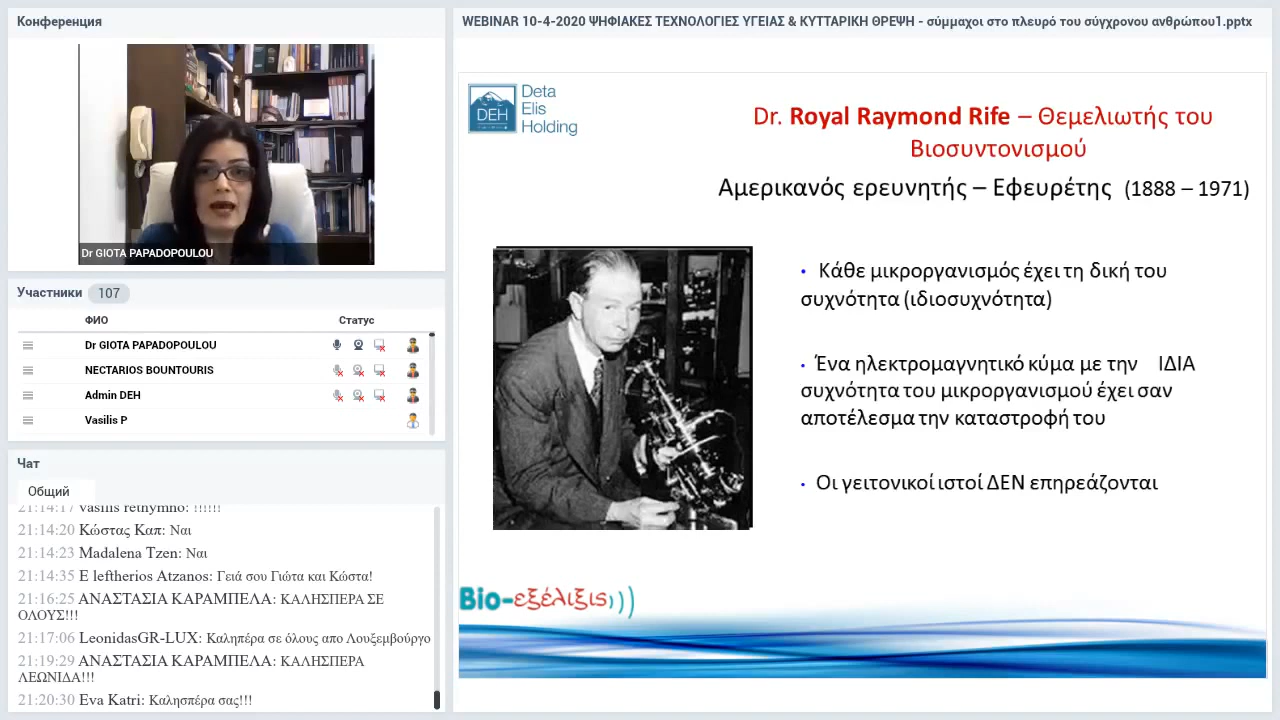 Конференция
Dr GIOTA PAPADOPOULOU
Участники 107
ФИО Статус
Dr GIOTA PAPADOPOULOU
NECTARIOS BOUNTOURIS
Admin DEH
Vasilis P
Чат
Общий
21:14:17 vasilis rethymno: !!!!!!
21:14:20 Κώστας Καπ: Ναι
21:14:23 Madalena Tzen: Ναι
21:14:35 E leftherios Atzanos: Γειά σου Γιώτα και Κώστα!
21:16:25 ΑΝΑΣΤΑΣΙΑ ΚΑΡΑΜΠΕΛΑ: ΚΑΛΗΣΠΕΡΑ ΣΕ
ΟΛΟΥΣ!!!
21:17:06 LeonidasGR-LUX: Καληπέρα σε όλους απο Λουξεμβούργο
21:19:29 ΑΝΑΣΤΑΣΙΑ ΚΑΡΑΜΠΕΛΑ: ΚΑΛΗΣΠΕΡΑ
ΛΕΩΝΙΔΑ!!!
21:20:30 Eva Katri: Καλησπέρα σας!!!
WEBINAR 10-4-2020 ΨΗΦΙΑΚΕΣ ΤΕΧΝΟΛΟΓΙΕΣ ΥΓΕΙΑΣ & ΚΥΤΤΑΡΙΚΗ ΘΡΕΨΗ - σύμμαχοι στο πλευρό του σύγχρονου ανθρώπου1.pptx
DEH
Deta
Elis
Holding
Dr. Royal Raymond Rife – Θεμελιωτής του
Βιοσυντονισμού
Αμερικανός ερευνητής – Εφευρέτης (1888 – 1971)
• Κάθε μικροργανισμός έχει τη δική του
συχνότητα (ιδιοσυχνότητα)
• Ένα ηλεκτρομαγνητικό κύμα με την ΙΔΙΑ
συχνότητα του μικροργανισμού έχει σαν
αποτέλεσμα την καταστροφή του
• Οι γειτονικοί ιστοί ΔΕΝ επηρεάζονται
Bio-εξέλιξις